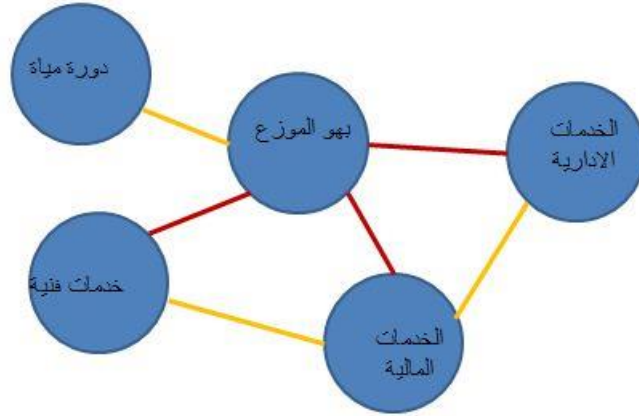 دورة مياة
بهو الموزع
الخدمات
الادارية
خدمات فنية
الخدمات
المالية